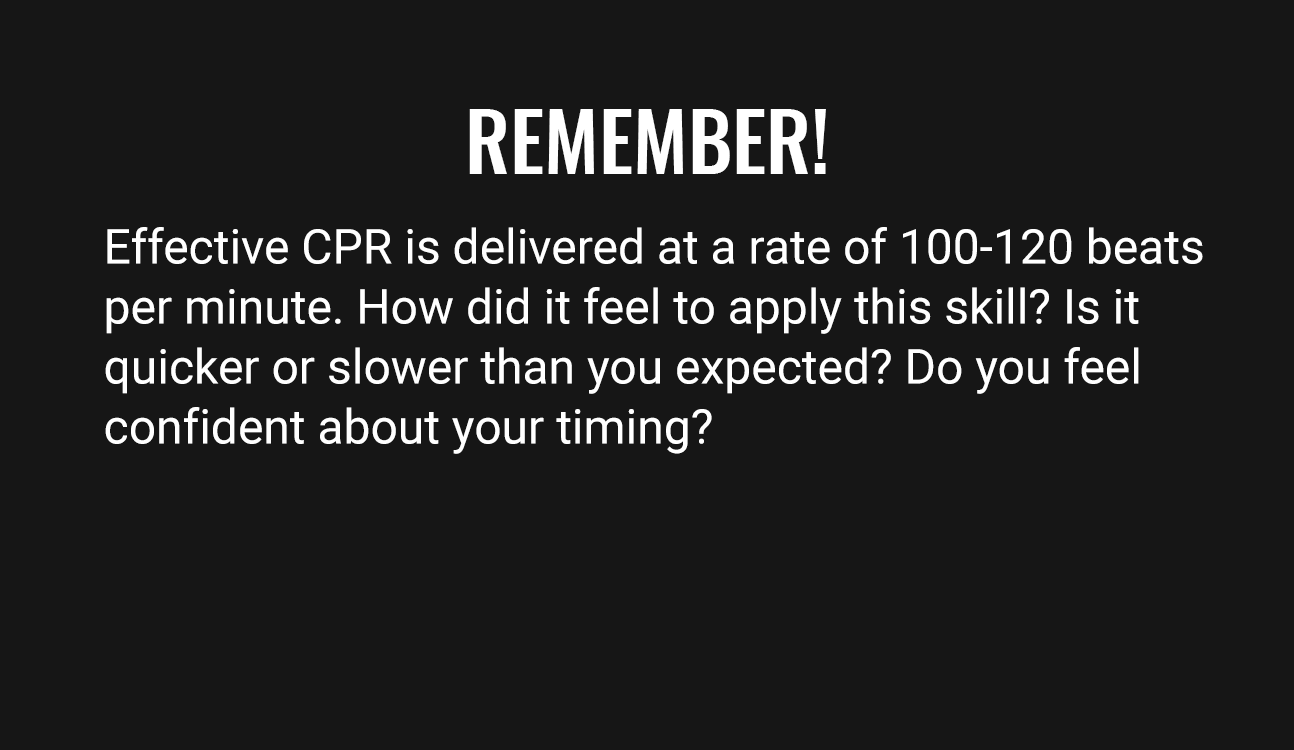 REMEMBER!
Effective CPR is delivered at a rate of 100-120 beats
per minute. How did it feel to apply this skill? Is it
quicker or slower than you expected? Do you feel
confident about your timing?